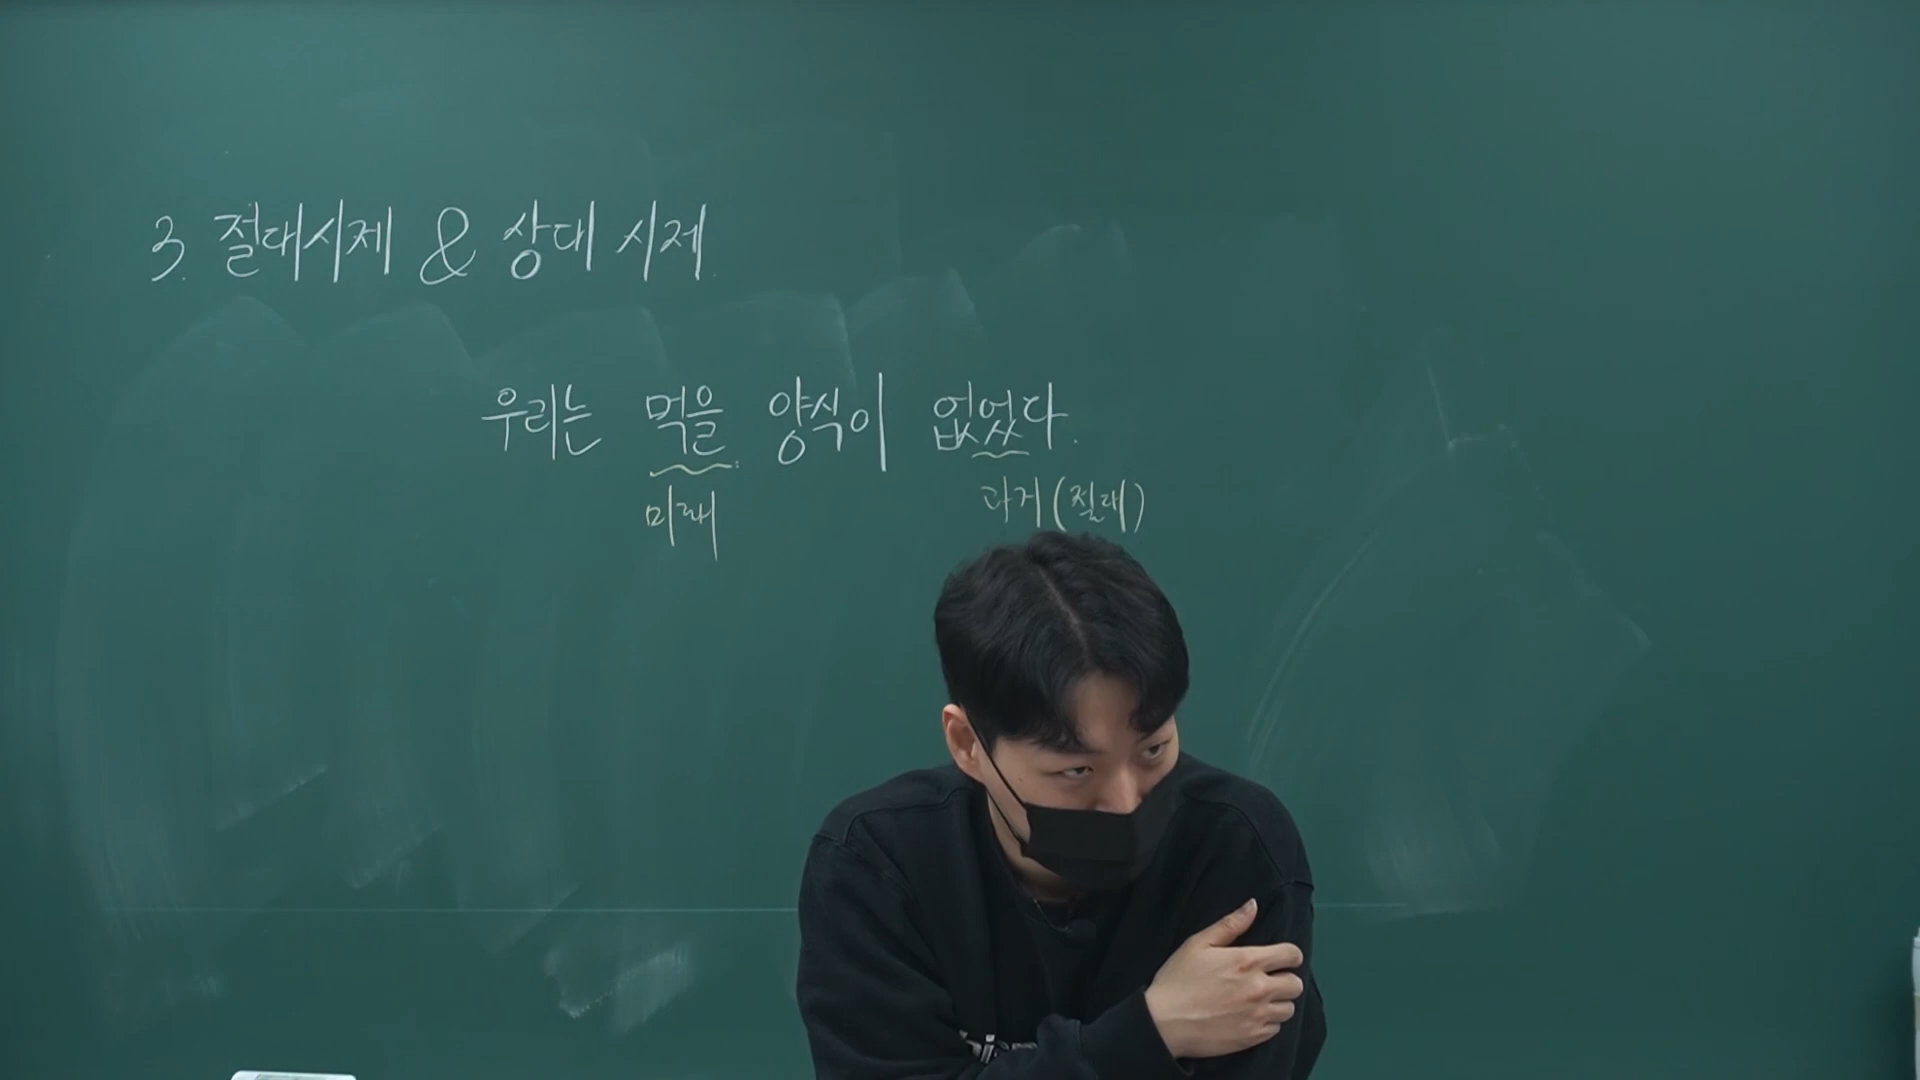 3. 절대시제 & 상대 시제.
우리는 먹을 양식이 없었다.
미래 과거(절대)